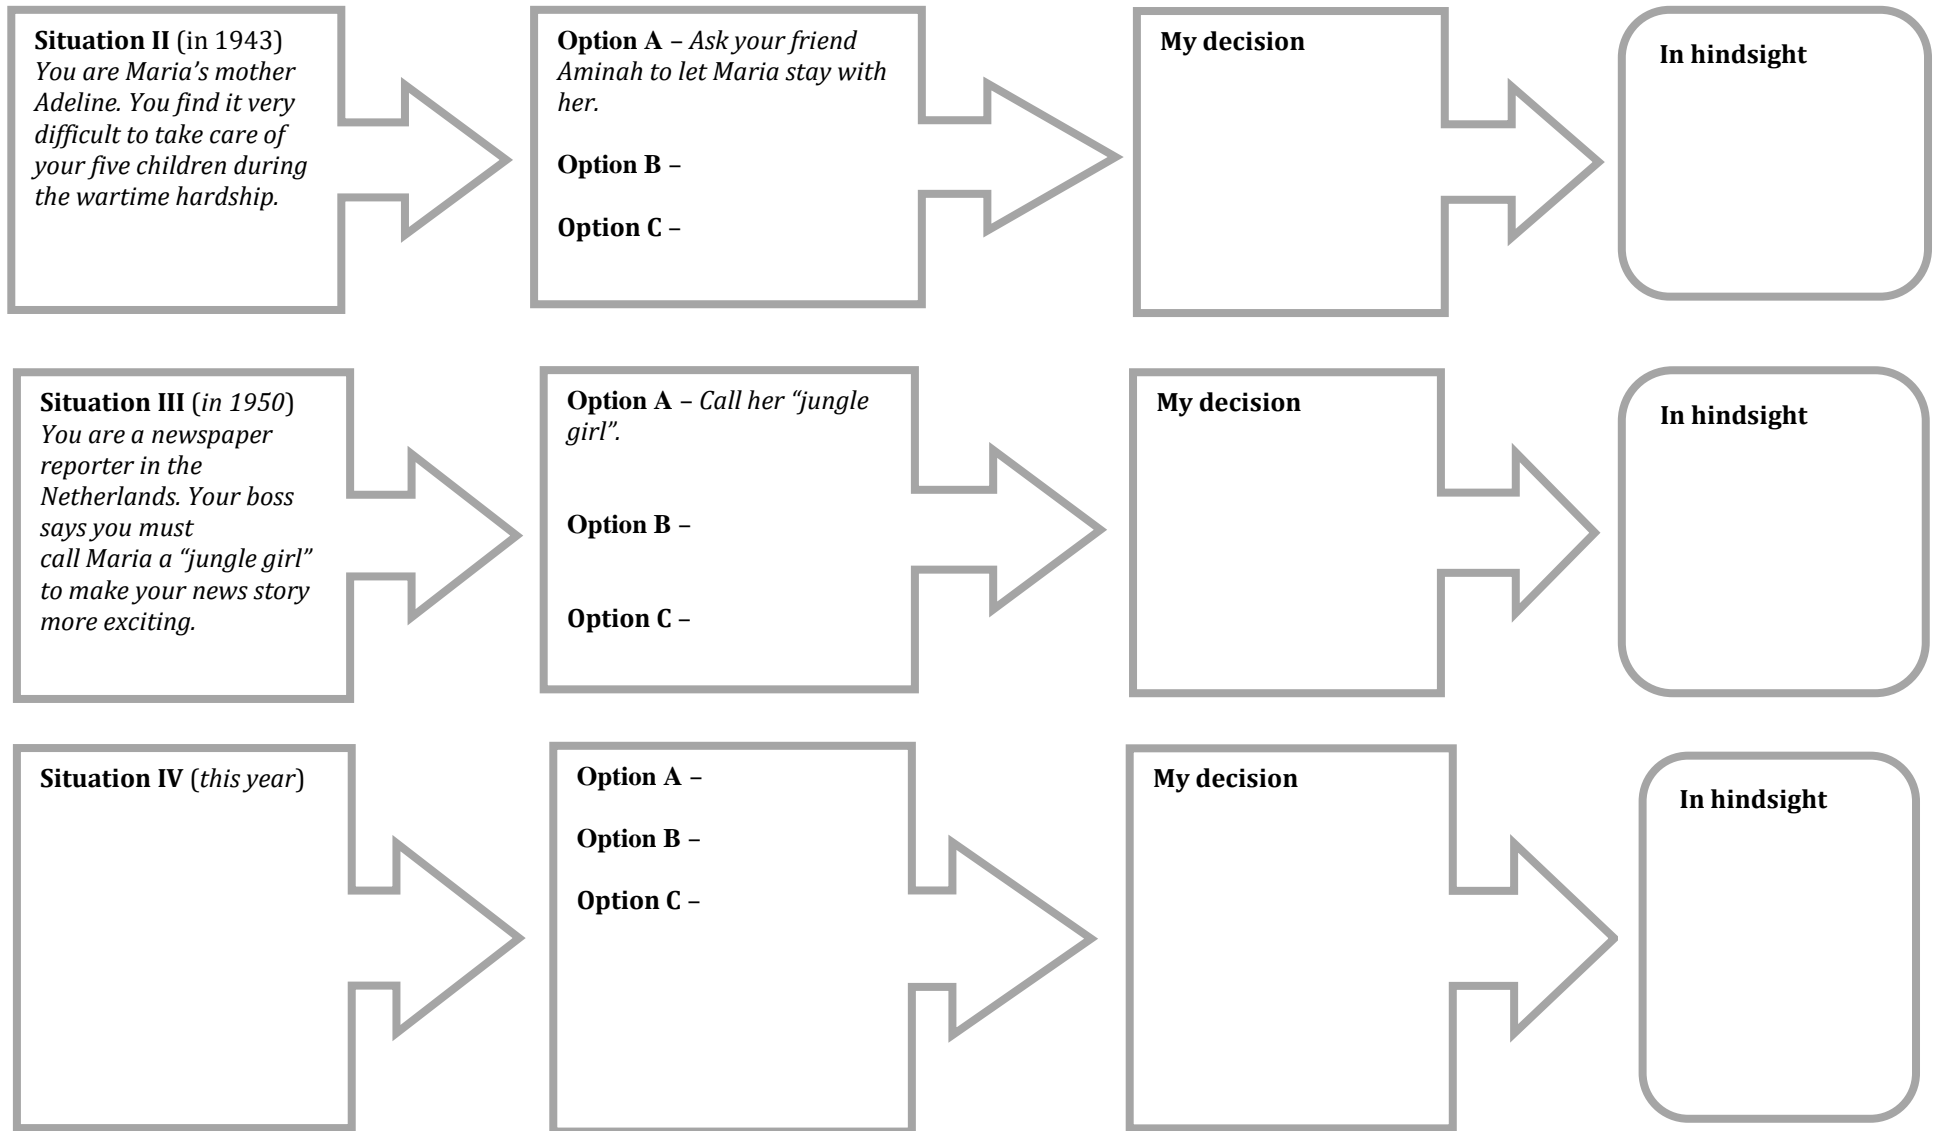 Situation II (in 1943)
You are Maria’s mother
Adeline. You find it very
difficult to take care of
your five children during
the wartime hardship.
Option A – Ask your friend
Aminah to let Maria stay with
her.
Option B –
Option C –
My decision
In hindsight
Situation III (in 1950)
You are a newspaper
reporter in the
Netherlands. Your boss
says you must
call Maria a “jungle girl”
to make your news story
more exciting.
Option A – Call her “jungle
girl”.
Option B –
Option C –
My decision
In hindsight
Situation IV (this year)
Option A –
Option B –
Option C –
My decision
In hindsight